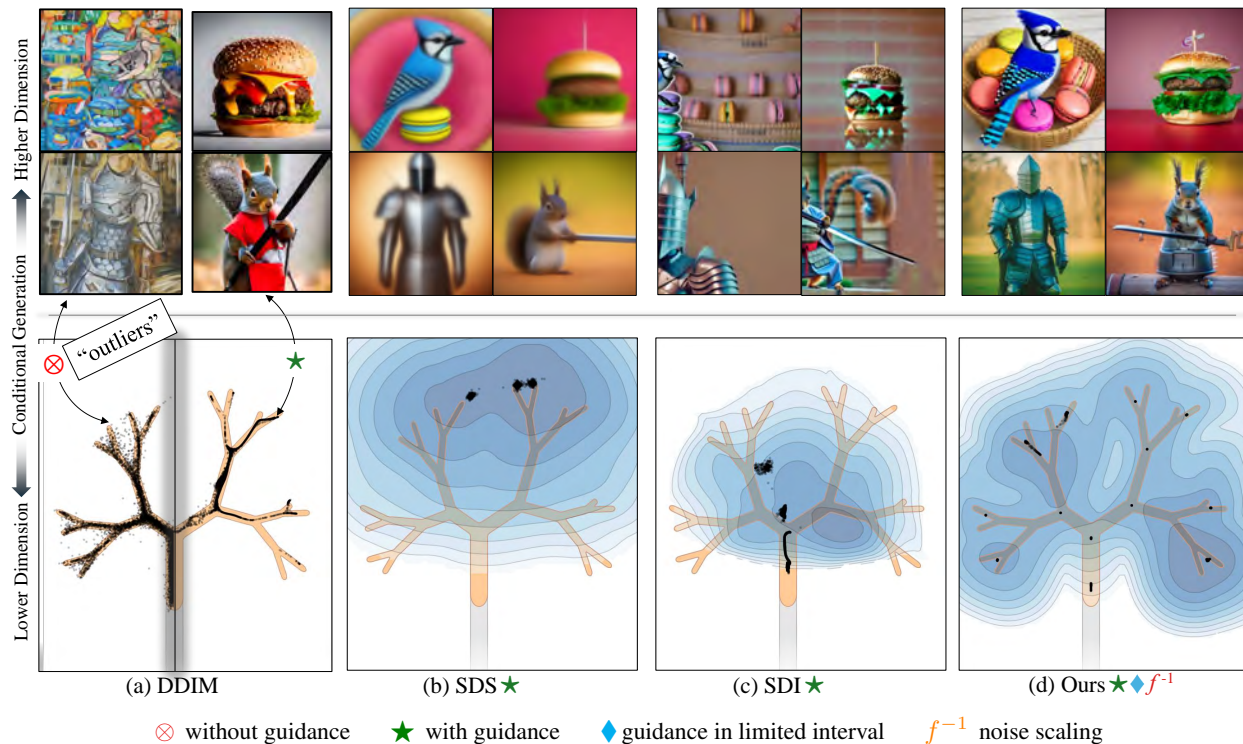 Higher Dimension
Conditional Generation
Lower Dimension
"outliers"
(a) DDIM
(b) SDS ★
(c) SDI ★
(d) Ours ★ ♦ f⁻¹
⊗ without guidance ★ with guidance ♦ guidance in limited interval f⁻¹ noise scaling